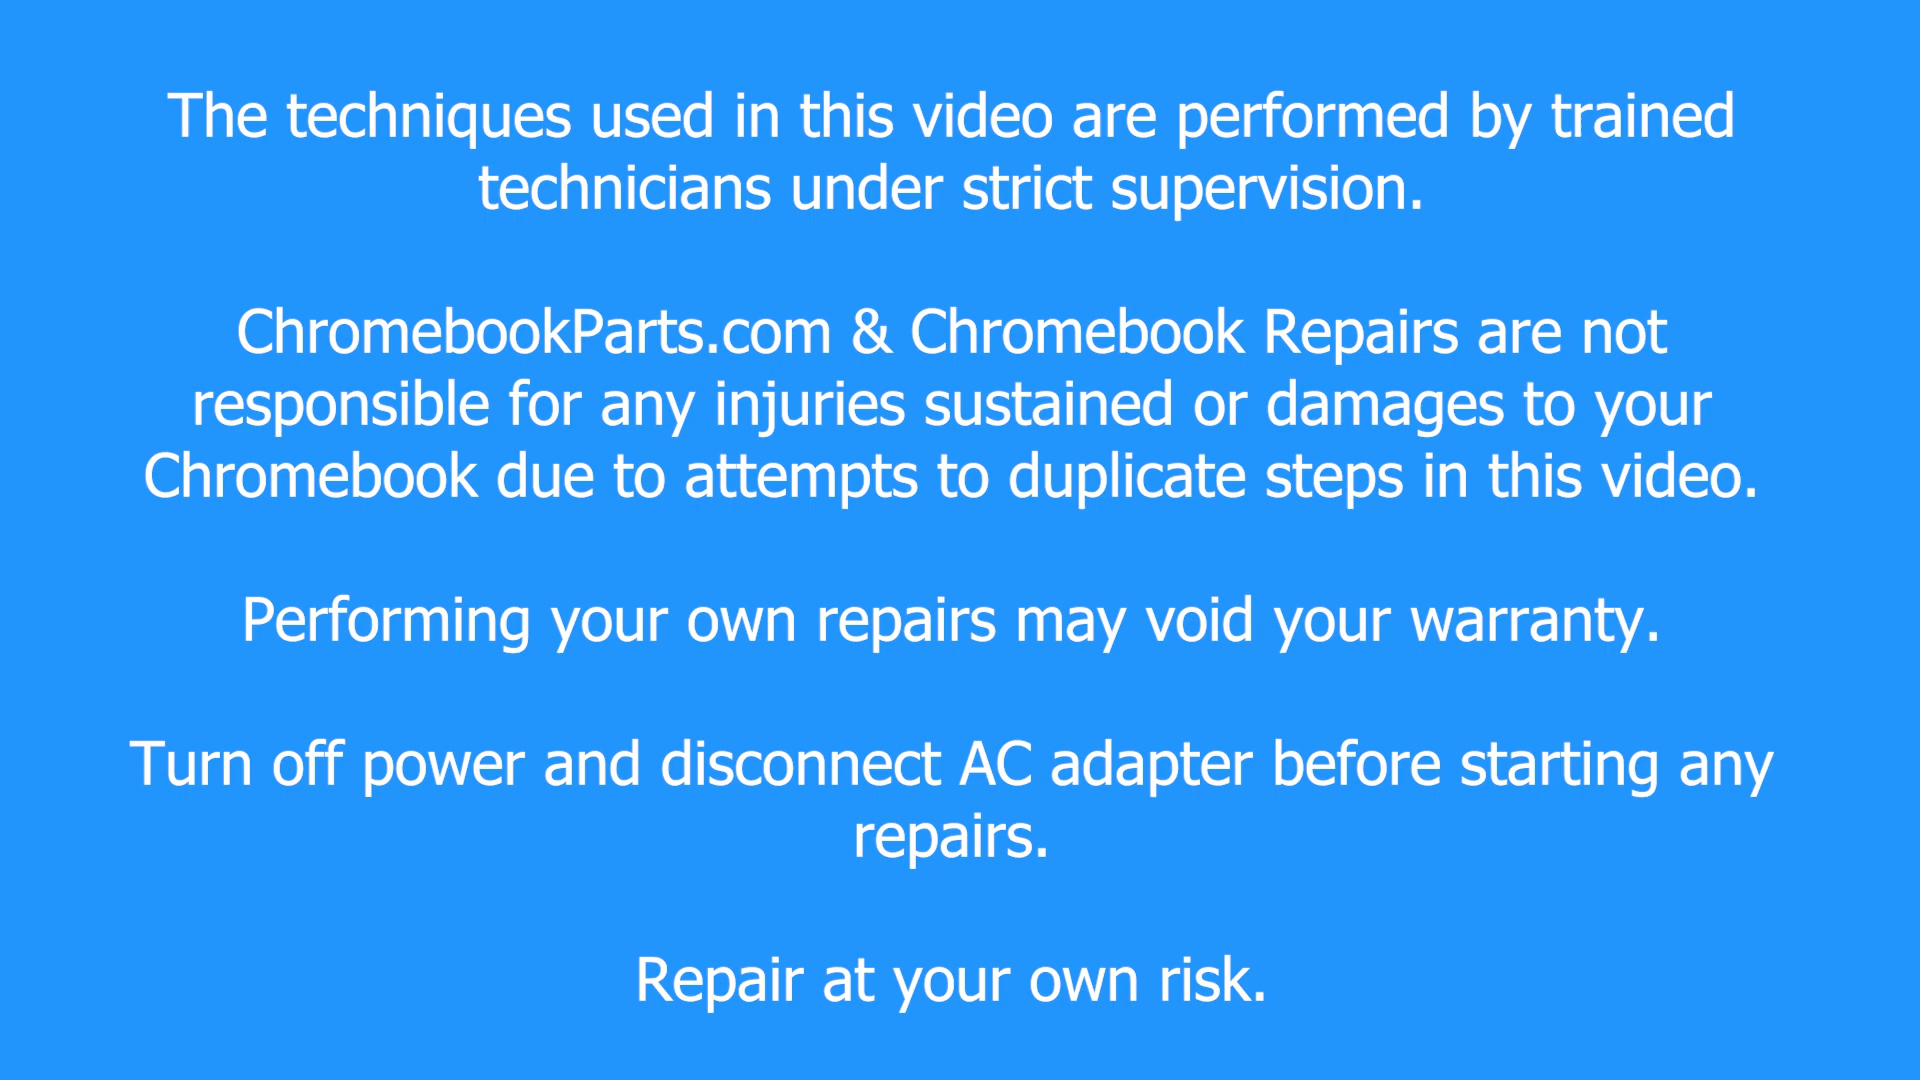 The techniques used in this video are performed by trained
technicians under strict supervision.
ChromebookParts.com & Chromebook Repairs are not
responsible for any injuries sustained or damages to your
Chromebook due to attempts to duplicate steps in this video.
Performing your own repairs may void your warranty.
Turn off power and disconnect AC adapter before starting any
repairs.
Repair at your own risk.